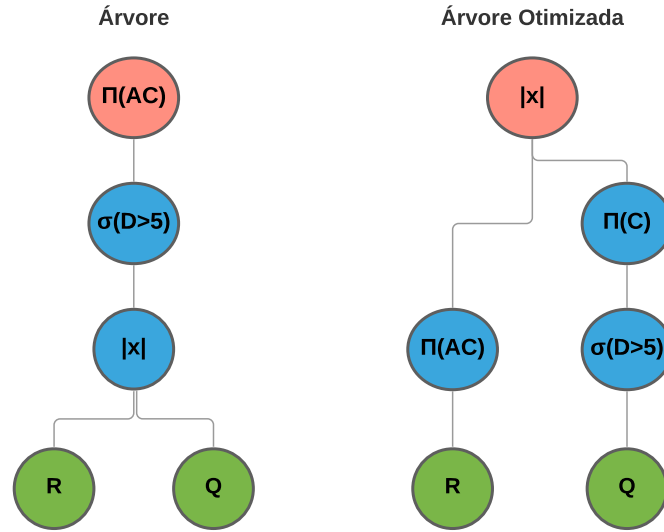 Árvore
Π(AC)
σ(D>5)
|x|
R
Q
Árvore Otimizada
|x|
Π(C)
Π(AC)
σ(D>5)
R
Q